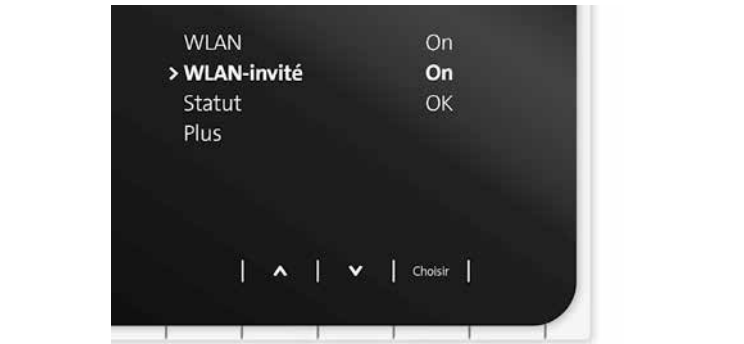 WLAN On
> WLAN-invité On
Statut OK
Plus
Choisir